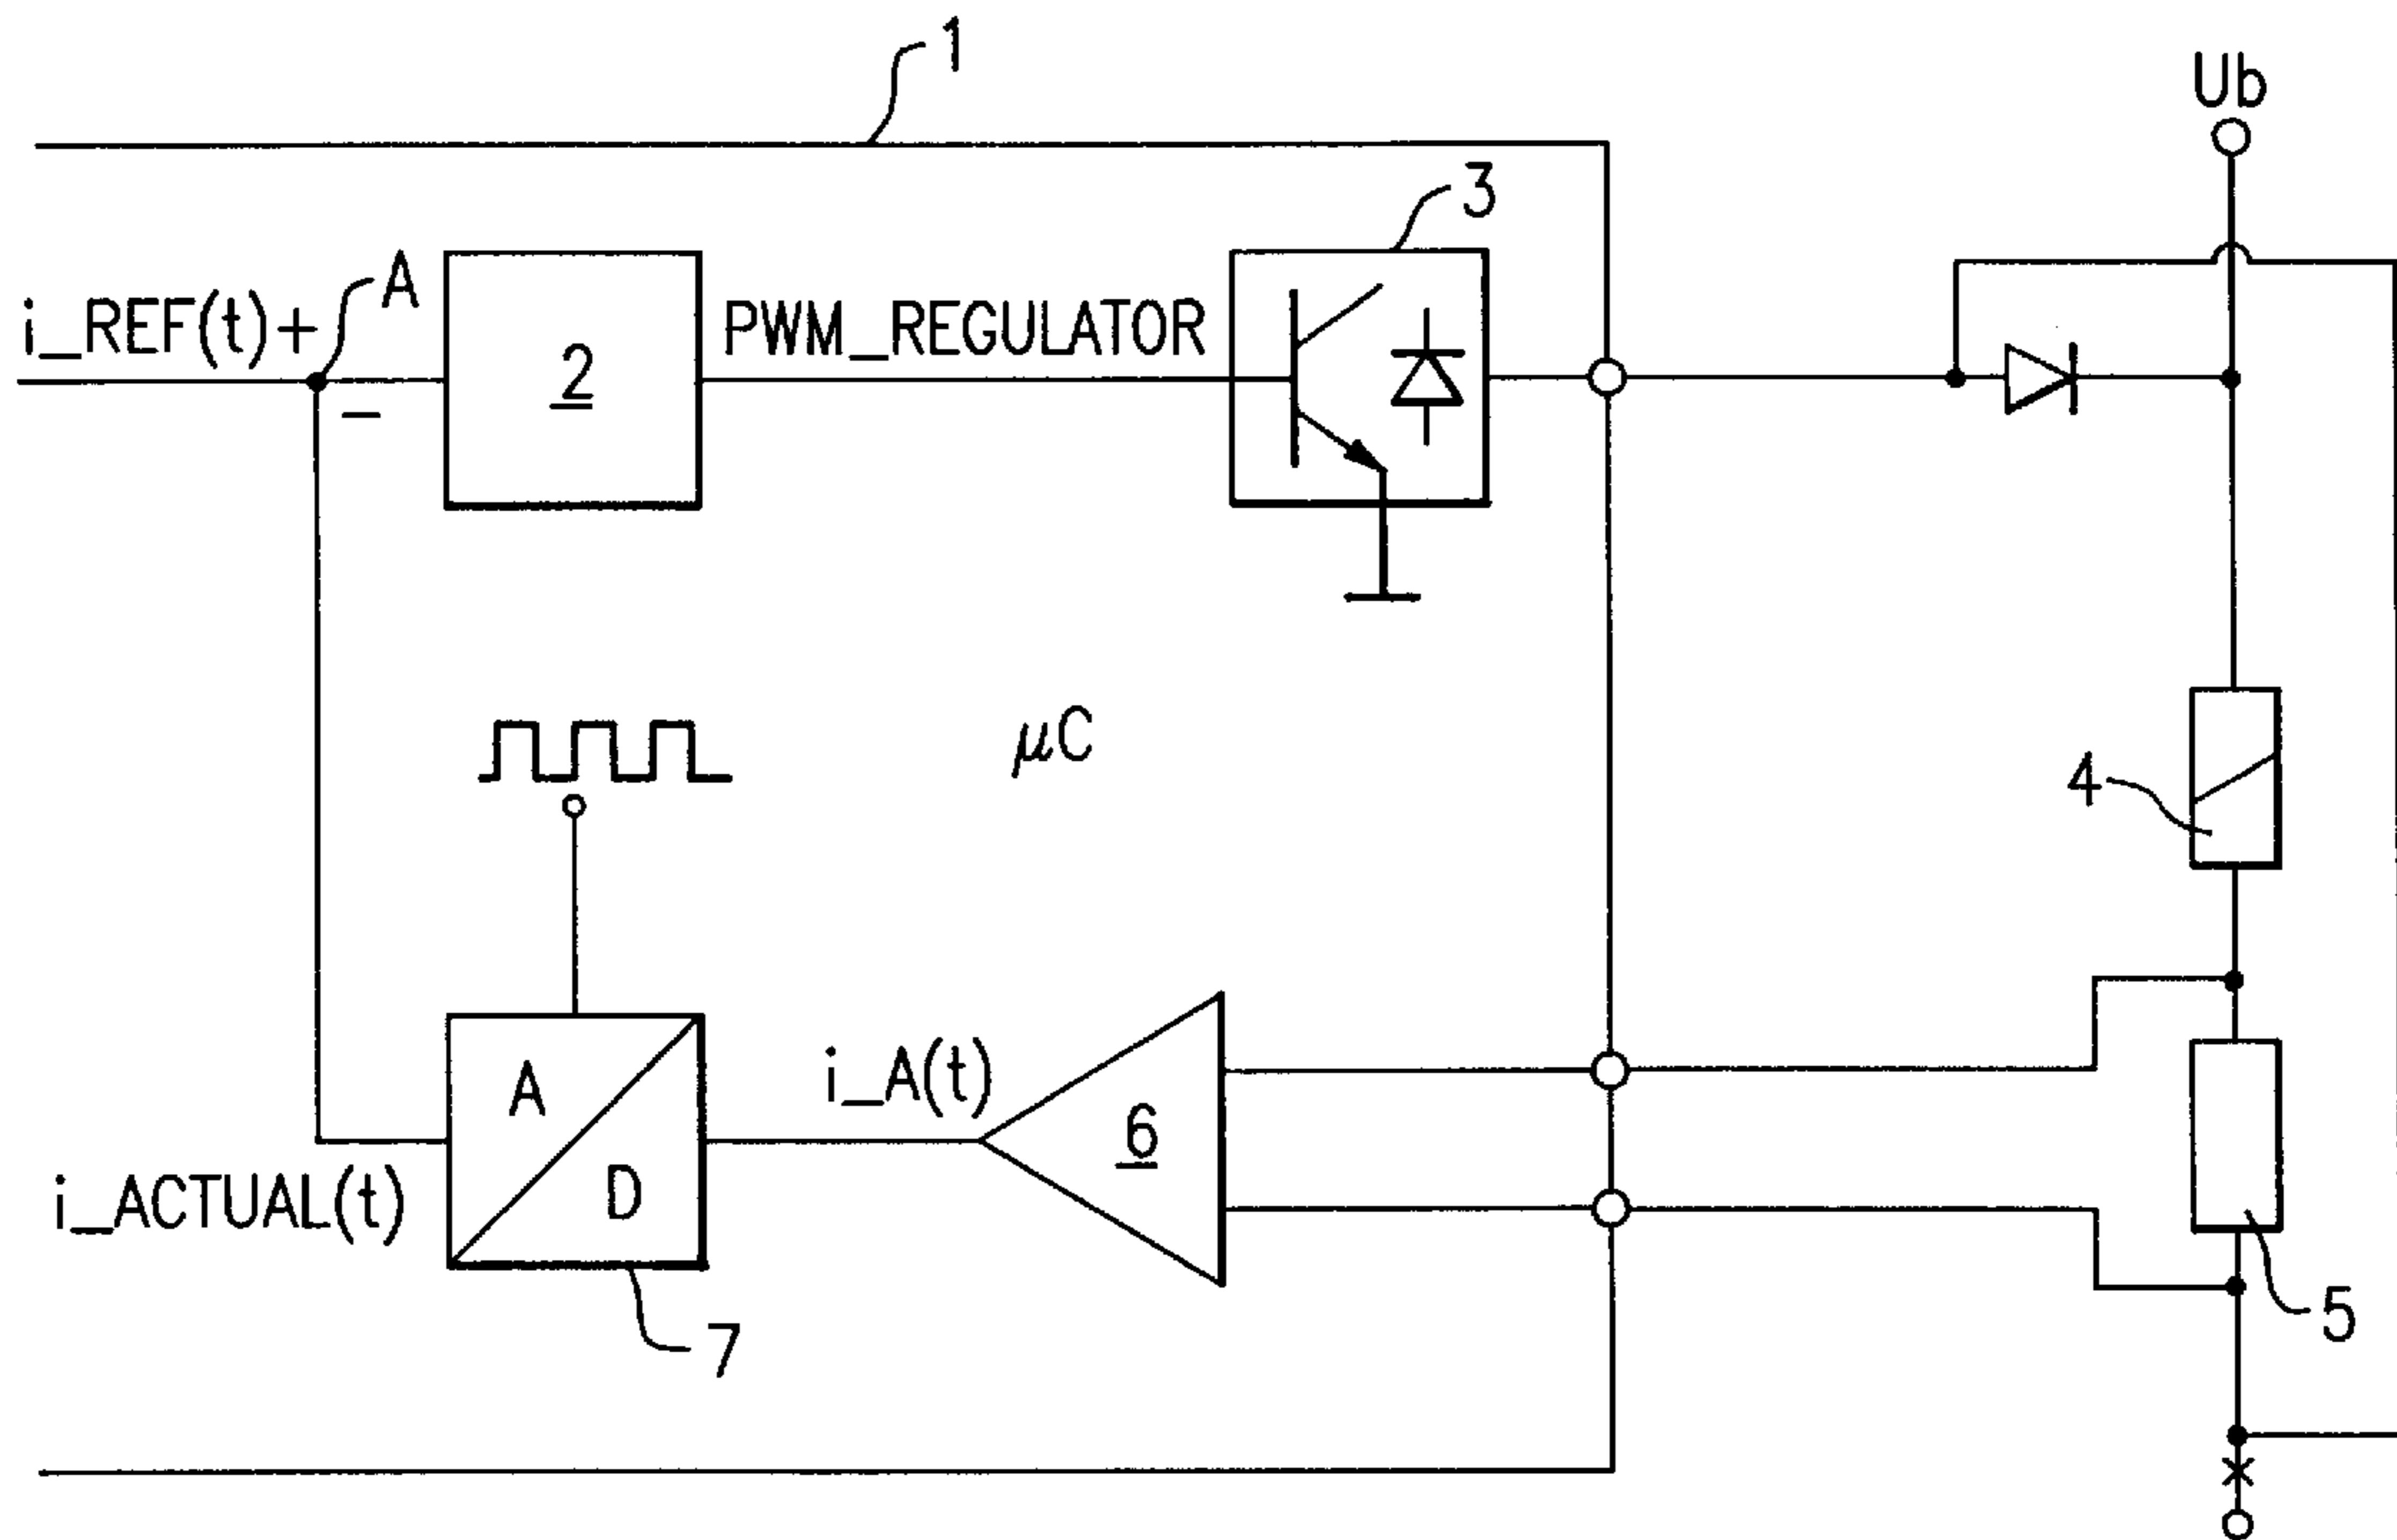 1
Ub
3
A
i_REF(t)+
–
2
PWM_REGULATOR
μC
4
A
D
i_A(t)
6
i_ACTUAL(t)
7
5